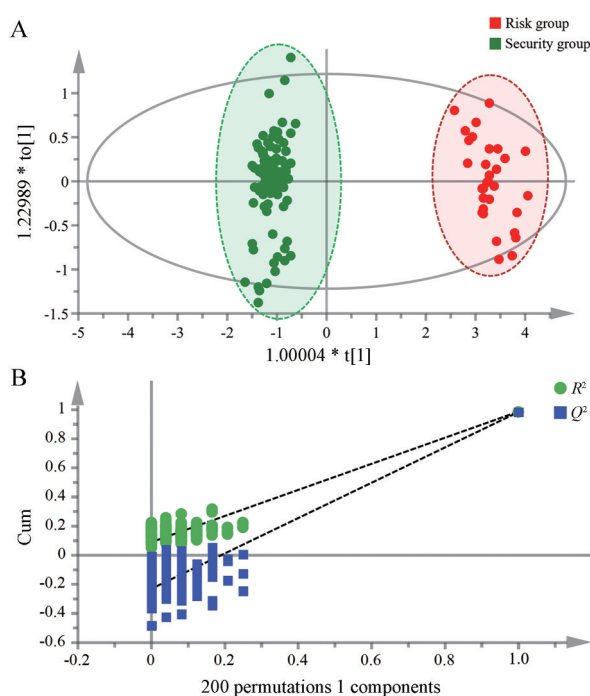 A
Risk group
Security group
1
0.5
0
-0.5
-1
-1.5
1.22989 * to[1]
-5 -4 -3 -2 -1 0 1 2 3 4
1.00004 * t[1]
B
R²
Q²
1
0.8
0.6
0.4
0.2
0
-0.2
-0.4
-0.6
Cum
-0.2 0 0.2 0.4 0.6 0.8 1.0
200 permutations 1 components